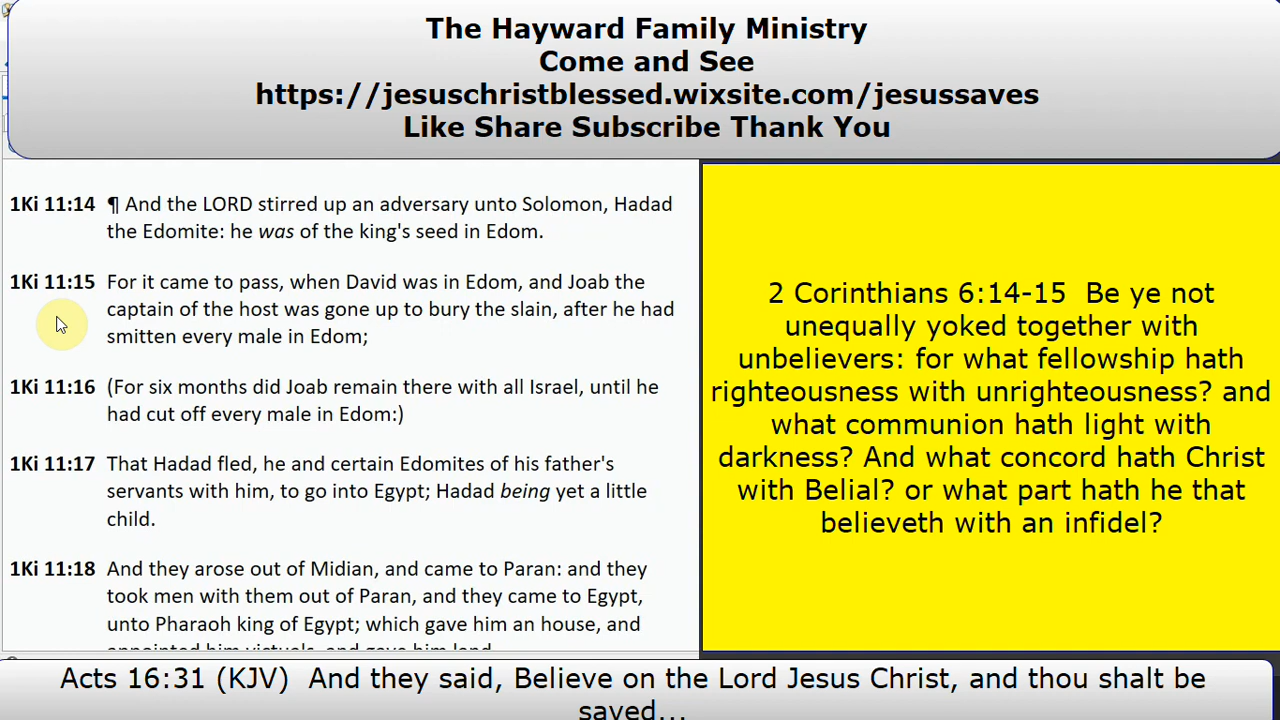 The Hayward Family Ministry
Come and See
https://jesuschristblessed.wixsite.com/jesussaves
Like Share Subscribe Thank You
1Ki 11:14 ¶ And the LORD stirred up an adversary unto Solomon, Hadad
the Edomite: he was of the king's seed in Edom.
1Ki 11:15 For it came to pass, when David was in Edom, and Joab the
captain of the host was gone up to bury the slain, after he had
smitten every male in Edom;
1Ki 11:16 (For six months did Joab remain there with all Israel, until he
had cut off every male in Edom:)
1Ki 11:17 That Hadad fled, he and certain Edomites of his father's
servants with him, to go into Egypt; Hadad being yet a little
child.
1Ki 11:18 And they arose out of Midian, and came to Paran: and they
took men with them out of Paran, and they came to Egypt,
unto Pharaoh king of Egypt; which gave him an house, and
appointed him victuals, and gave him land.
2 Corinthians 6:14-15 Be ye not
unequally yoked together with
unbelievers: for what fellowship hath
righteousness with unrighteousness? and
what communion hath light with
darkness? And what concord hath Christ
with Belial? or what part hath he that
believeth with an infidel?
Acts 16:31 (KJV) And they said, Believe on the Lord Jesus Christ, and thou shalt be
saved...